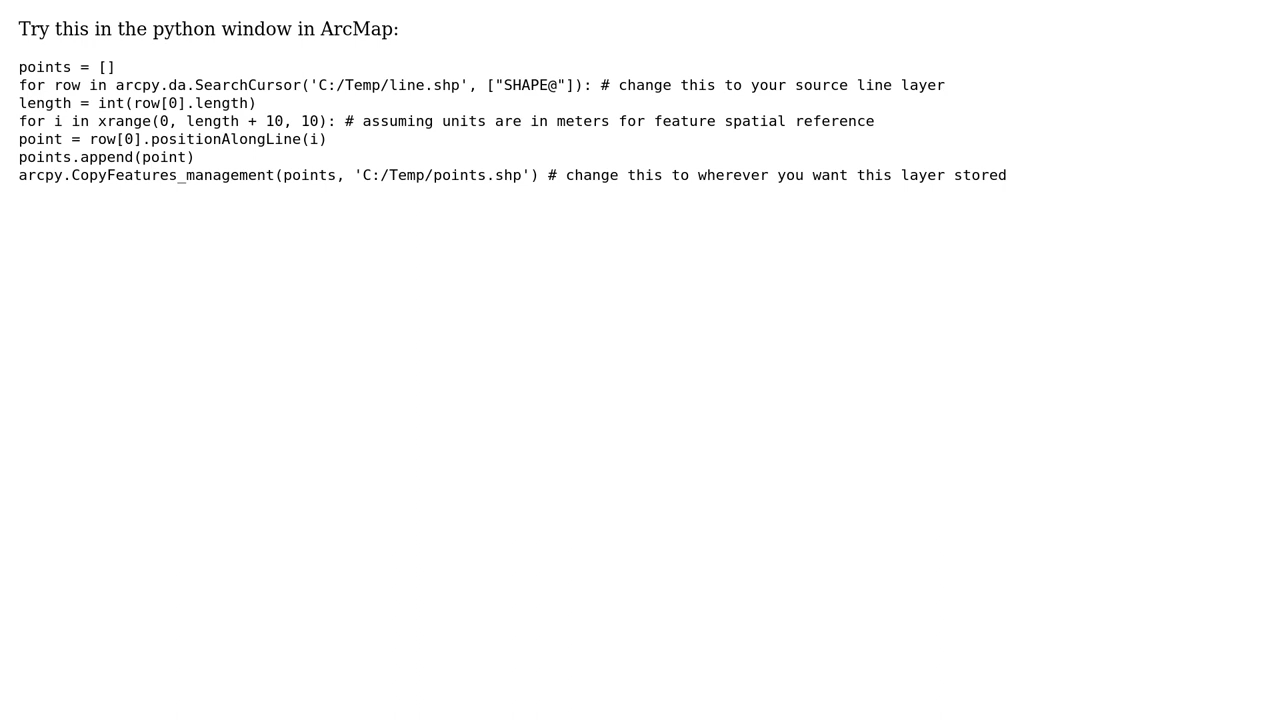 Try this in the python window in ArcMap:
points = []
for row in arcpy.da.SearchCursor('C:/Temp/line.shp', ["SHAPE@"]): # change this to your source line layer
length = int(row[0].length)
for i in xrange(0, length + 10, 10): # assuming units are in meters for feature spatial reference
point = row[0].positionAlongLine(i)
points.append(point)
arcpy.CopyFeatures_management(points, 'C:/Temp/points.shp') # change this to wherever you want this layer stored